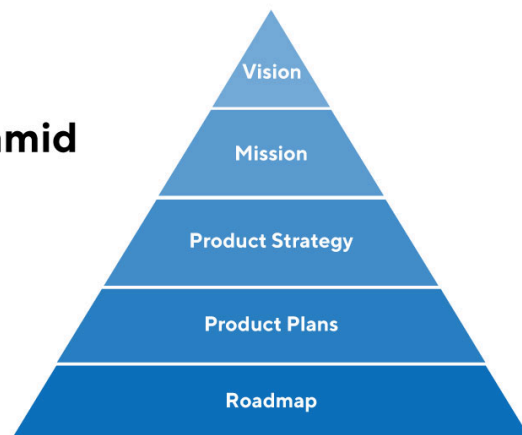 amid
Vision
Mission
Product Strategy
Product Plans
Roadmap